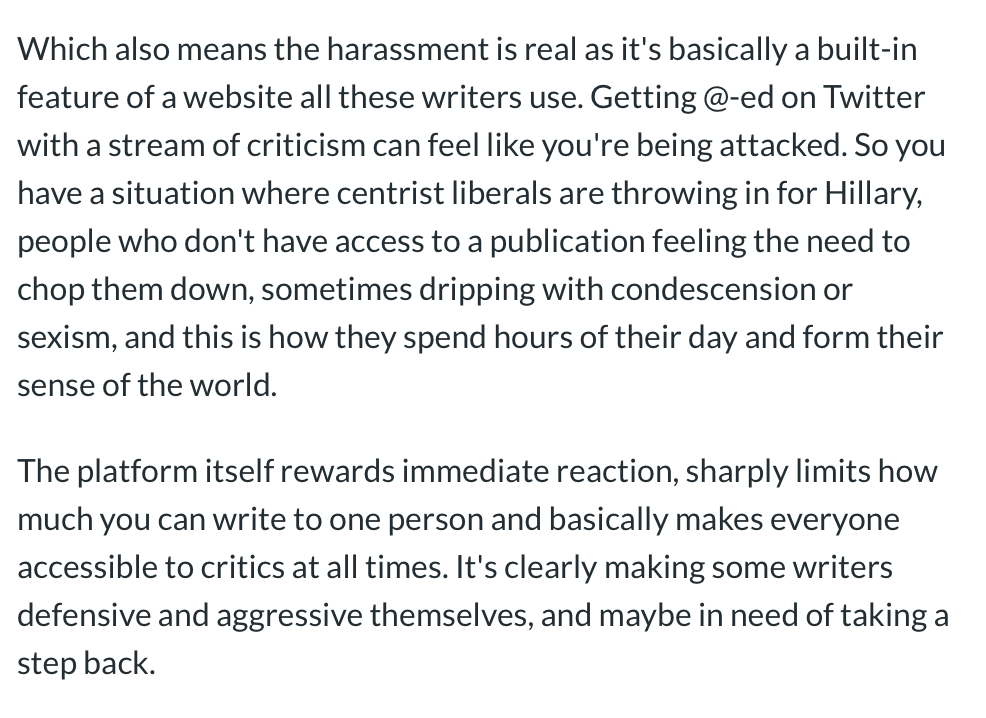 Which also means the harassment is real as it's basically a built-in
feature of a website all these writers use. Getting @-ed on Twitter
with a stream of criticism can feel like you're being attacked. So you
have a situation where centrist liberals are throwing in for Hillary,
people who don't have access to a publication feeling the need to
chop them down, sometimes dripping with condescension or
sexism, and this is how they spend hours of their day and form their
sense of the world.
The platform itself rewards immediate reaction, sharply limits how
much you can write to one person and basically makes everyone
accessible to critics at all times. It's clearly making some writers
defensive and aggressive themselves, and maybe in need of taking a
step back.